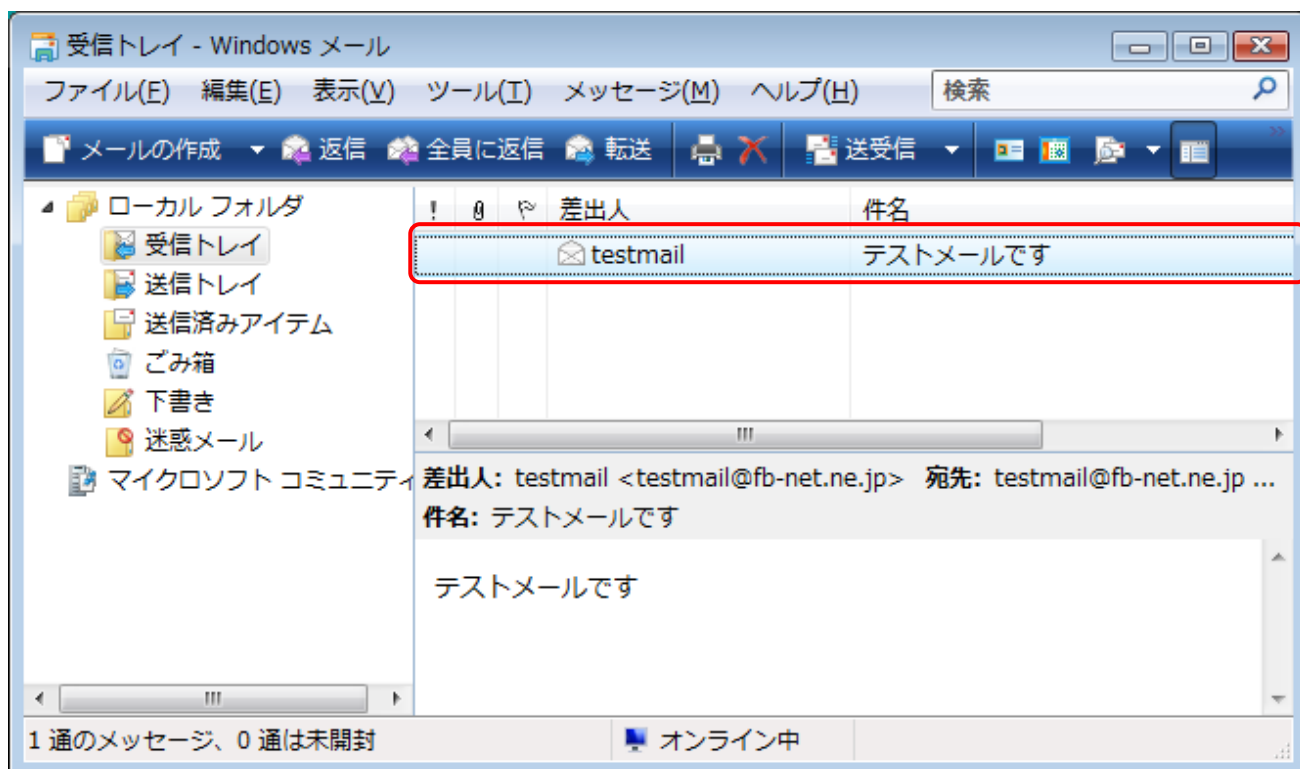 受信トレイ - Windows メール
ファイル(F) 編集(E) 表示(V) ツール(T) メッセージ(M) ヘルプ(H) 検索
メールの作成 返信 全員に返信 転送 送受信
ローカル フォルダ
受信トレイ
送信トレイ
送信済みアイテム
ごみ箱
下書き
迷惑メール
マイクロソフト コミュニティ
! 差出人 件名
testmail テストメールです
差出人: testmail <testmail@fb-net.ne.jp> 宛先: testmail@fb-net.ne.jp ...
件名: テストメールです
テストメールです
1 通のメッセージ、0 通は未開封 オンライン中